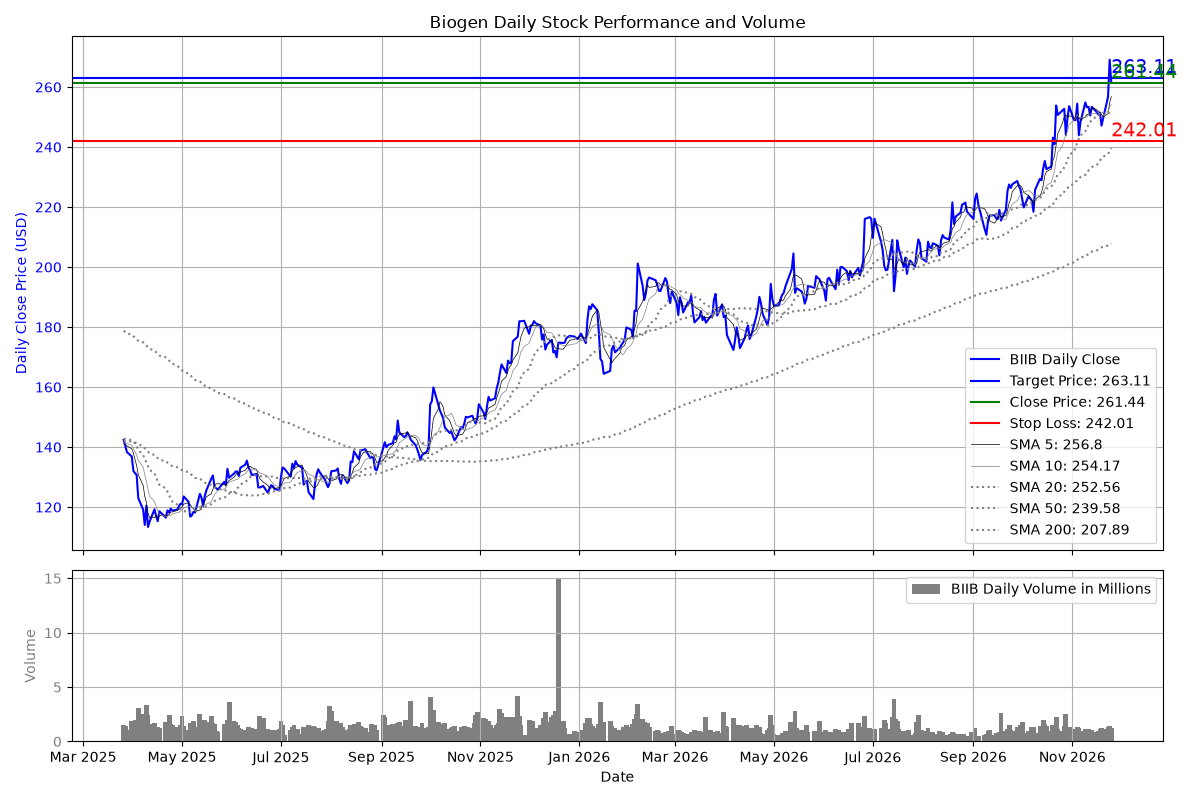 Biogen Daily Stock Performance and Volume
Daily Close Price (USD)
260
240
220
200
180
160
140
120
263.11
261.44
242.01
BIIB Daily Close
Target Price: 263.11
Close Price: 261.44
Stop Loss: 242.01
SMA 5: 256.8
SMA 10: 254.17
SMA 20: 252.56
SMA 50: 239.58
SMA 200: 207.89
Volume
15
10
5
0
BIIB Daily Volume in Millions
Mar 2025 May 2025 Jul 2025 Sep 2025 Nov 2025 Jan 2026 Mar 2026 May 2026 Jul 2026 Sep 2026 Nov 2026
Date